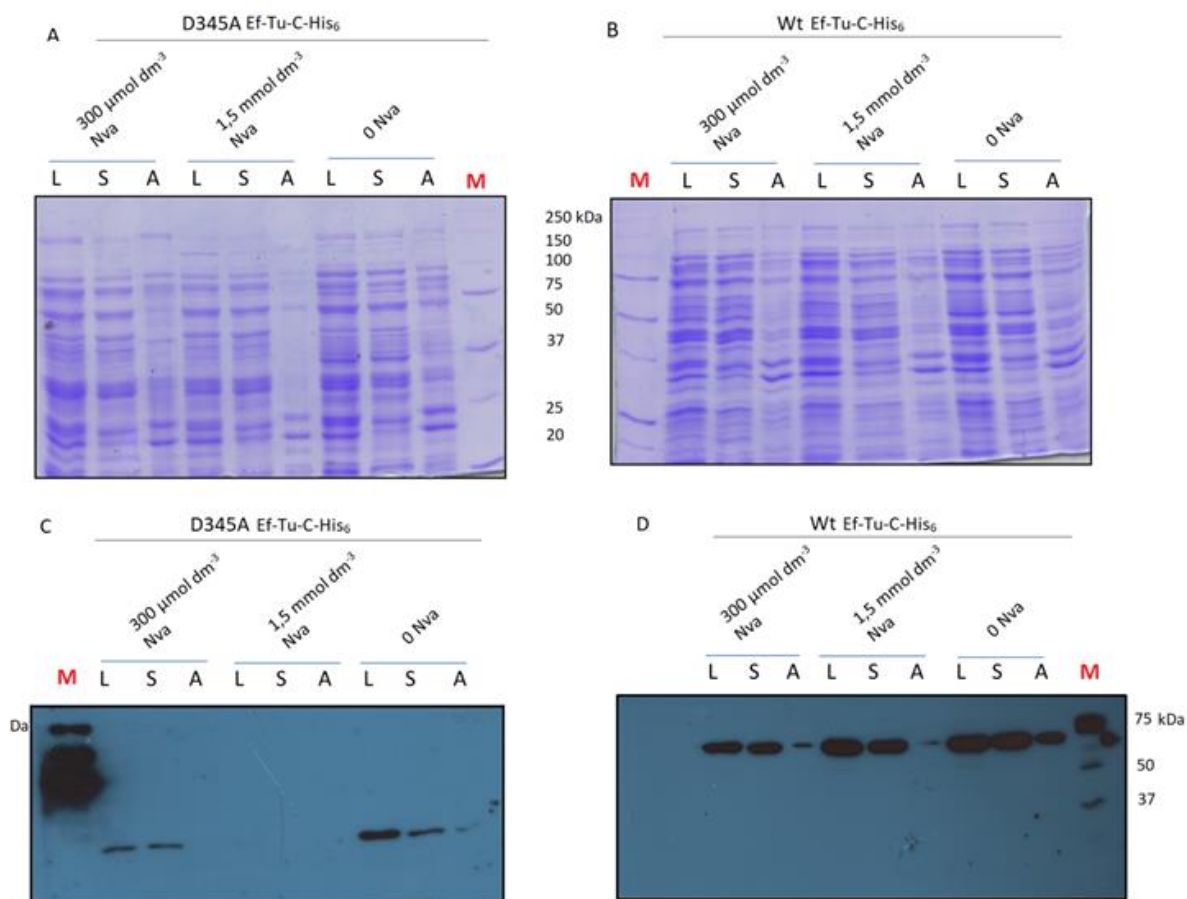 A
D345A Ef-Tu-C-His₆
300 µmol dm⁻³
Nva
1,5 mmol dm⁻³
Nva
0 Nva
L S A L S A L S A M
250 kDa
150
100
75
50
37
25
20
B
Wt Ef-Tu-C-His₆
300 µmol dm⁻³
Nva
1,5 mmol dm⁻³
Nva
0 Nva
M L S A L S A L S A
C
D345A Ef-Tu-C-His₆
300 µmol dm⁻³
Nva
1,5 mmol dm⁻³
Nva
0 Nva
M L S A L S A L S A
Da
D
Wt Ef-Tu-C-His₆
300 µmol dm⁻³
Nva
1,5 mmol dm⁻³
Nva
0 Nva
L S A L S A L S A M
75 kDa
50
37